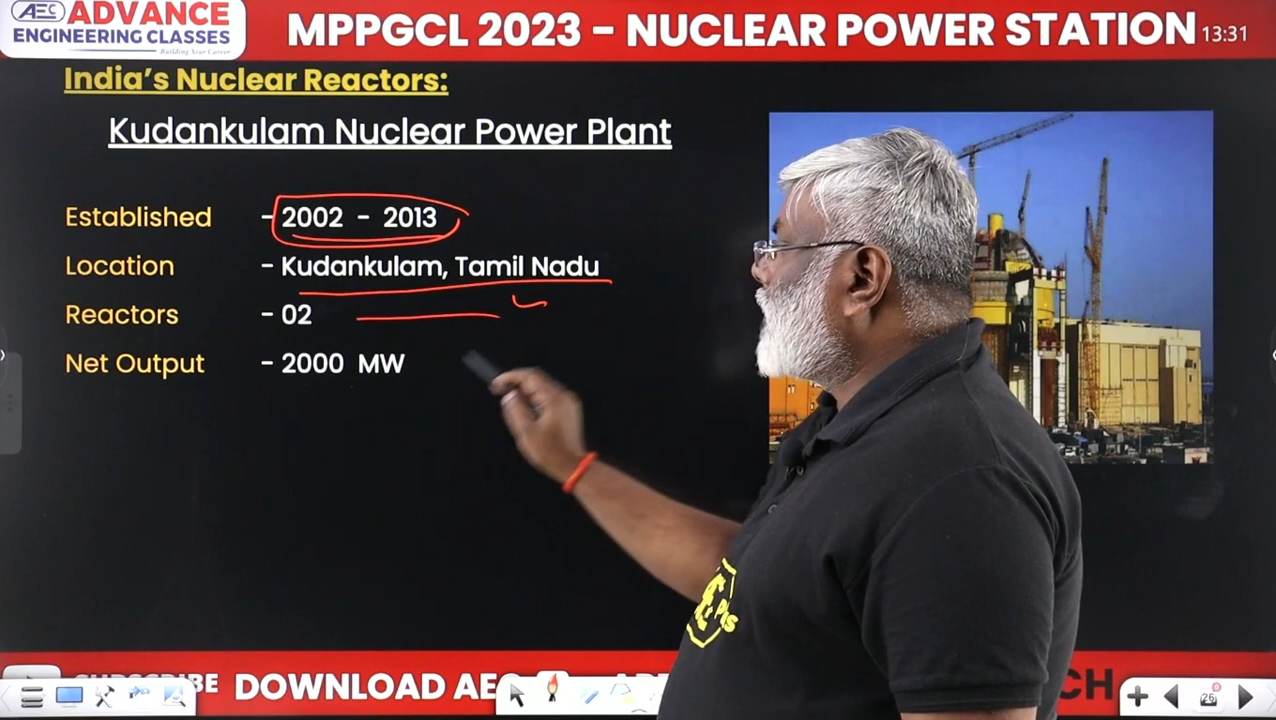 AEC ADVANCE
ENGINEERING CLASSES
Building Your Career
MPPGCL 2023 – NUCLEAR POWER STATION
13:31
India's Nuclear Reactors:
Kudankulam Nuclear Power Plant
Established - 2002 - 2013
Location - Kudankulam, Tamil Nadu
Reactors - 02
Net Output - 2000 MW
DOWNLOAD AEC
26